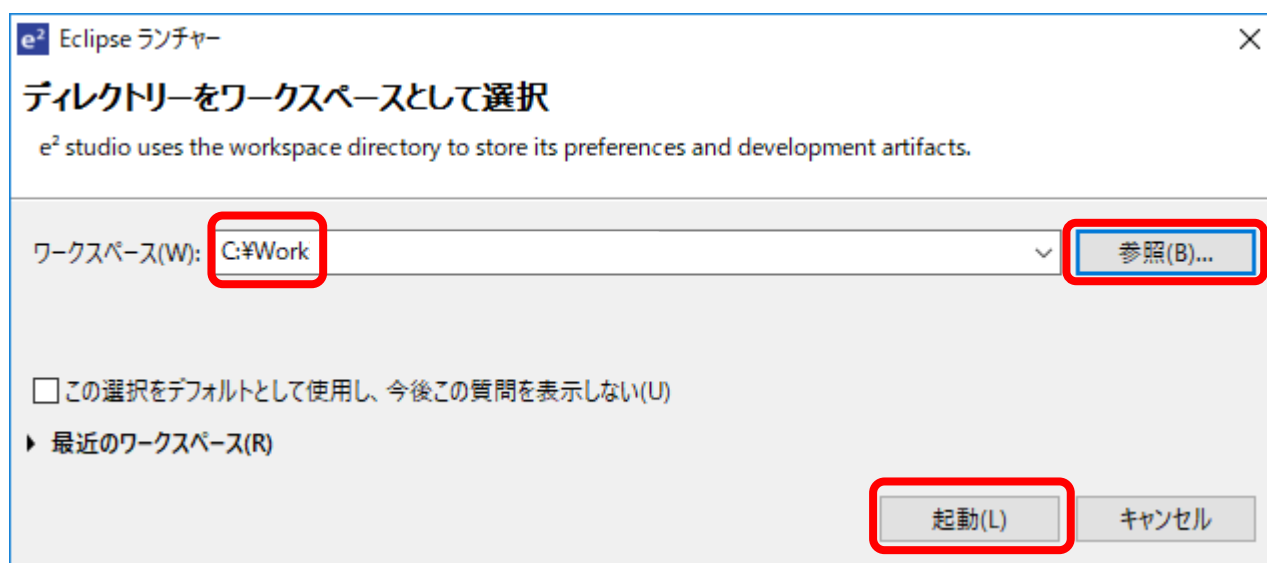 e² Eclipse ランチャー
ディレクトリーをワークスペースとして選択
e² studio uses the workspace directory to store its preferences and development artifacts.
ワークスペース(W): C:¥Work 参照(B)...
この選択をデフォルトとして使用し、今後この質問を表示しない(U)
最近のワークスペース(R)
起動(L) キャンセル